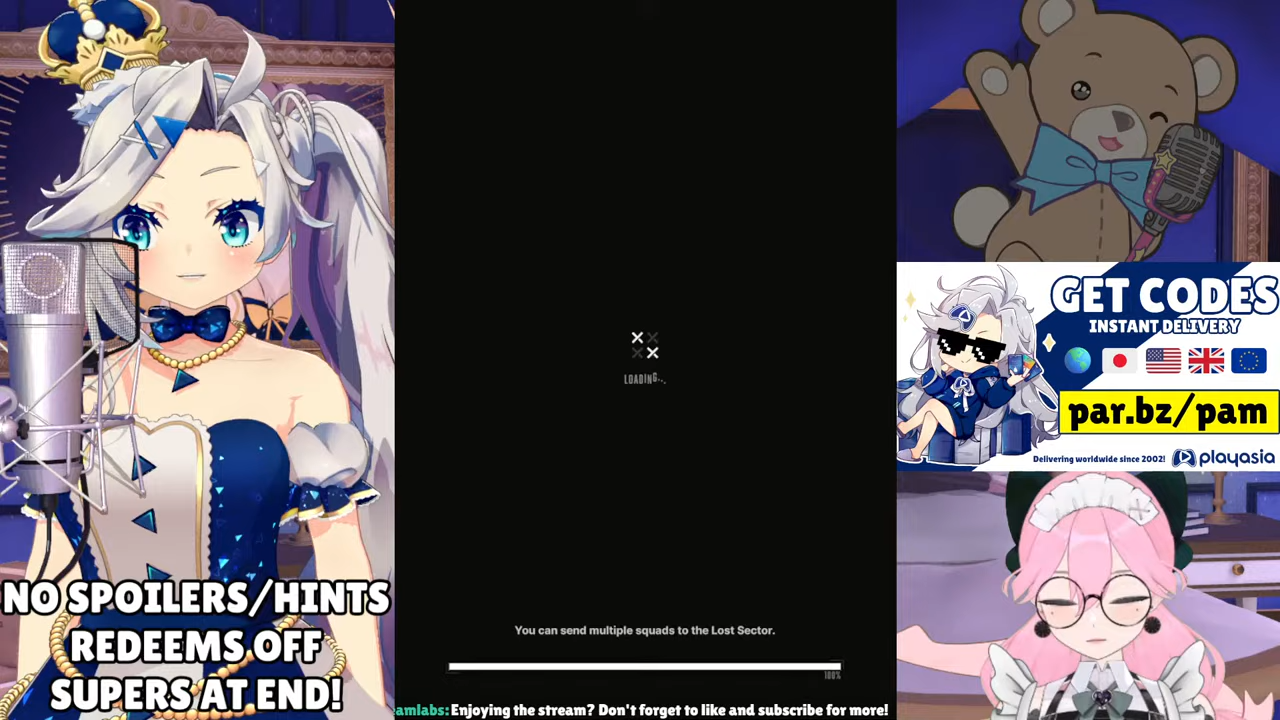 NO SPOILERS/HINTS
REDEEMS OFF
SUPERS AT END!
LOADING...
You can send multiple squads to the Lost Sector.
100%
amlabs: Enjoying the stream? Don't forget to like and subscribe for more!
GET CODES
INSTANT DELIVERY
par.bz/pam
Delivering worldwide since 2002! playasia